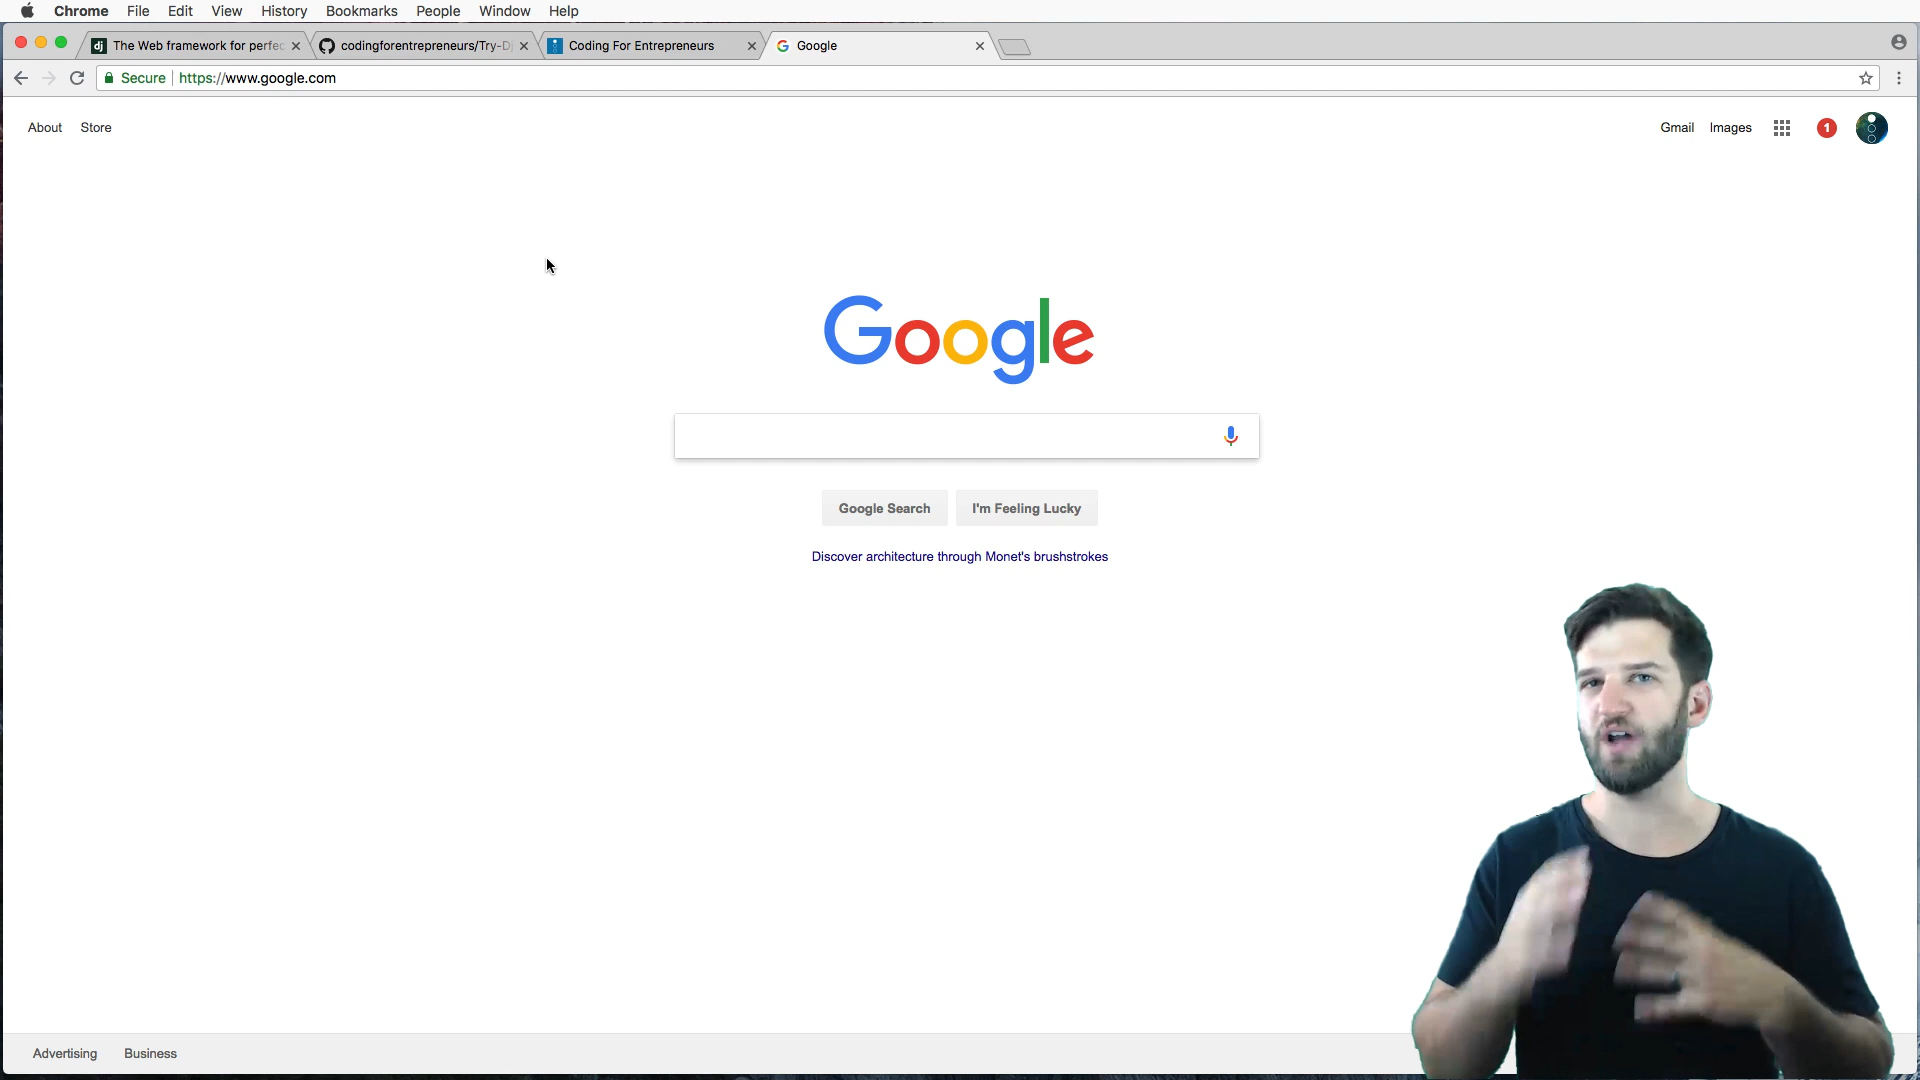 Chrome File Edit View History Bookmarks People Window Help
dj The Web framework for perfec codingforentrepreneurs/Try-Dj Coding For Entrepreneurs Google
Secure https://www.google.com
About Store Gmail Images 1
Google
Google Search I'm Feeling Lucky
Discover architecture through Monet's brushstrokes
Advertising Business